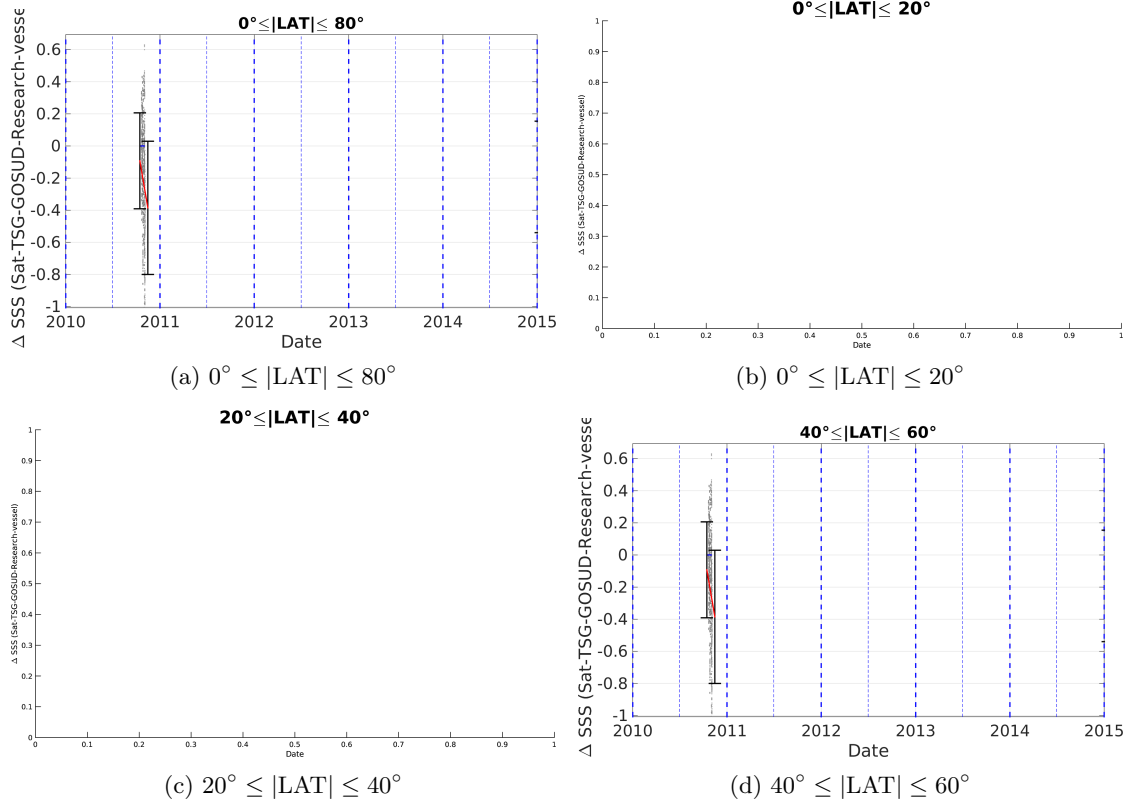 0°≤|LAT|≤ 80°
Δ SSS (Sat-TSG-GOSUD-Research-vesse
0.6
0.4
0.2
0
-0.2
-0.4
-0.6
-0.8
-1
2010 2011 2012 2013 2014 2015
Date
(a) 0° ≤ |LAT| ≤ 80°
0°≤|LAT|≤ 20°
Δ SSS (Sat-TSG-GOSUD-Research-vessel)
1
0.9
0.8
0.7
0.6
0.5
0.4
0.3
0.2
0.1
0
0 0.1 0.2 0.3 0.4 0.5 0.6 0.7 0.8 0.9 1
Date
(b) 0° ≤ |LAT| ≤ 20°
20°≤|LAT|≤ 40°
Δ SSS (Sat-TSG-GOSUD-Research-vessel)
1
0.9
0.8
0.7
0.6
0.5
0.4
0.3
0.2
0.1
0
0 0.1 0.2 0.3 0.4 0.5 0.6 0.7 0.8 0.9 1
Date
(c) 20° ≤ |LAT| ≤ 40°
40°≤|LAT|≤ 60°
Δ SSS (Sat-TSG-GOSUD-Research-vesse
0.6
0.4
0.2
0
-0.2
-0.4
-0.6
-0.8
-1
2010 2011 2012 2013 2014 2015
Date
(d) 40° ≤ |LAT| ≤ 60°